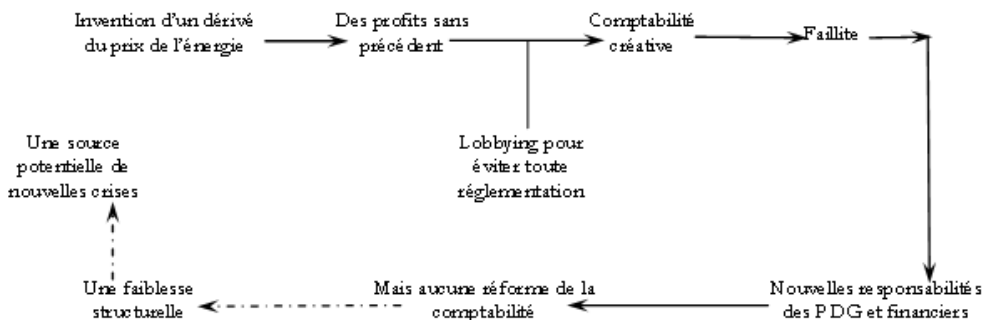 Invention d'un dérivé
du prix de l'énergie
Des profits sans
précédent
Comptabilité
créative
Faillite
Une source
potentielle de
nouvelles crises
Lobbying pour
éviter toute
réglementation
Une faiblesse
structurelle
Mais aucune réforme de la
comptabilité
Nouvelles responsabilités
des PDG et financiers